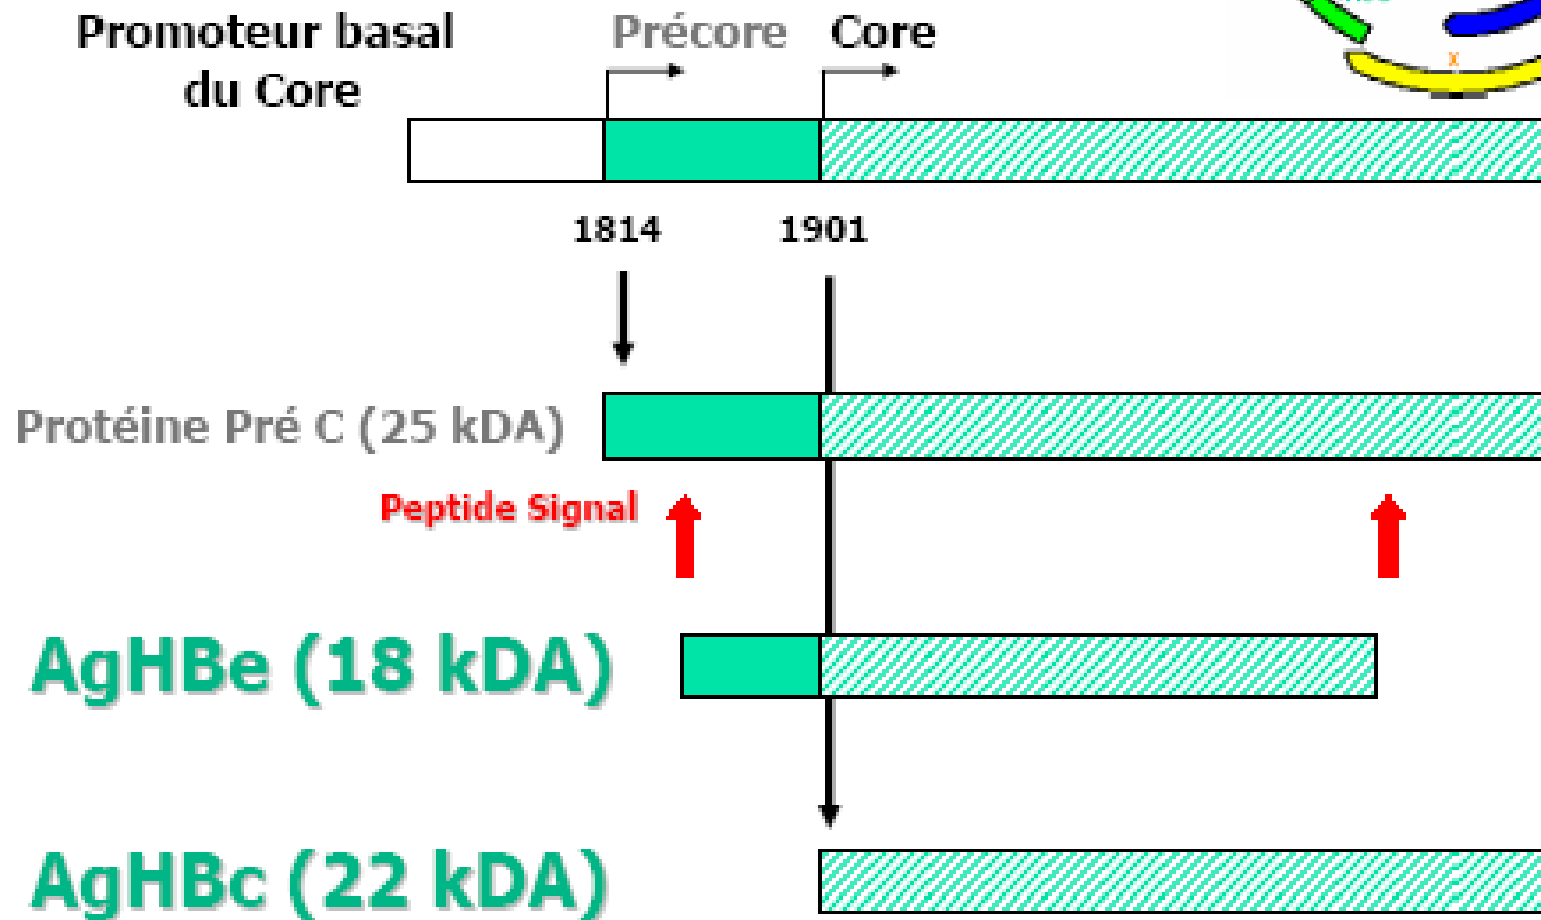 Promoteur basal
du Core
Précore
Core
x
1814
1901
Protéine Pré C (25 kDA)
Peptide Signal
AgHBe (18 kDA)
AgHBc (22 kDA)